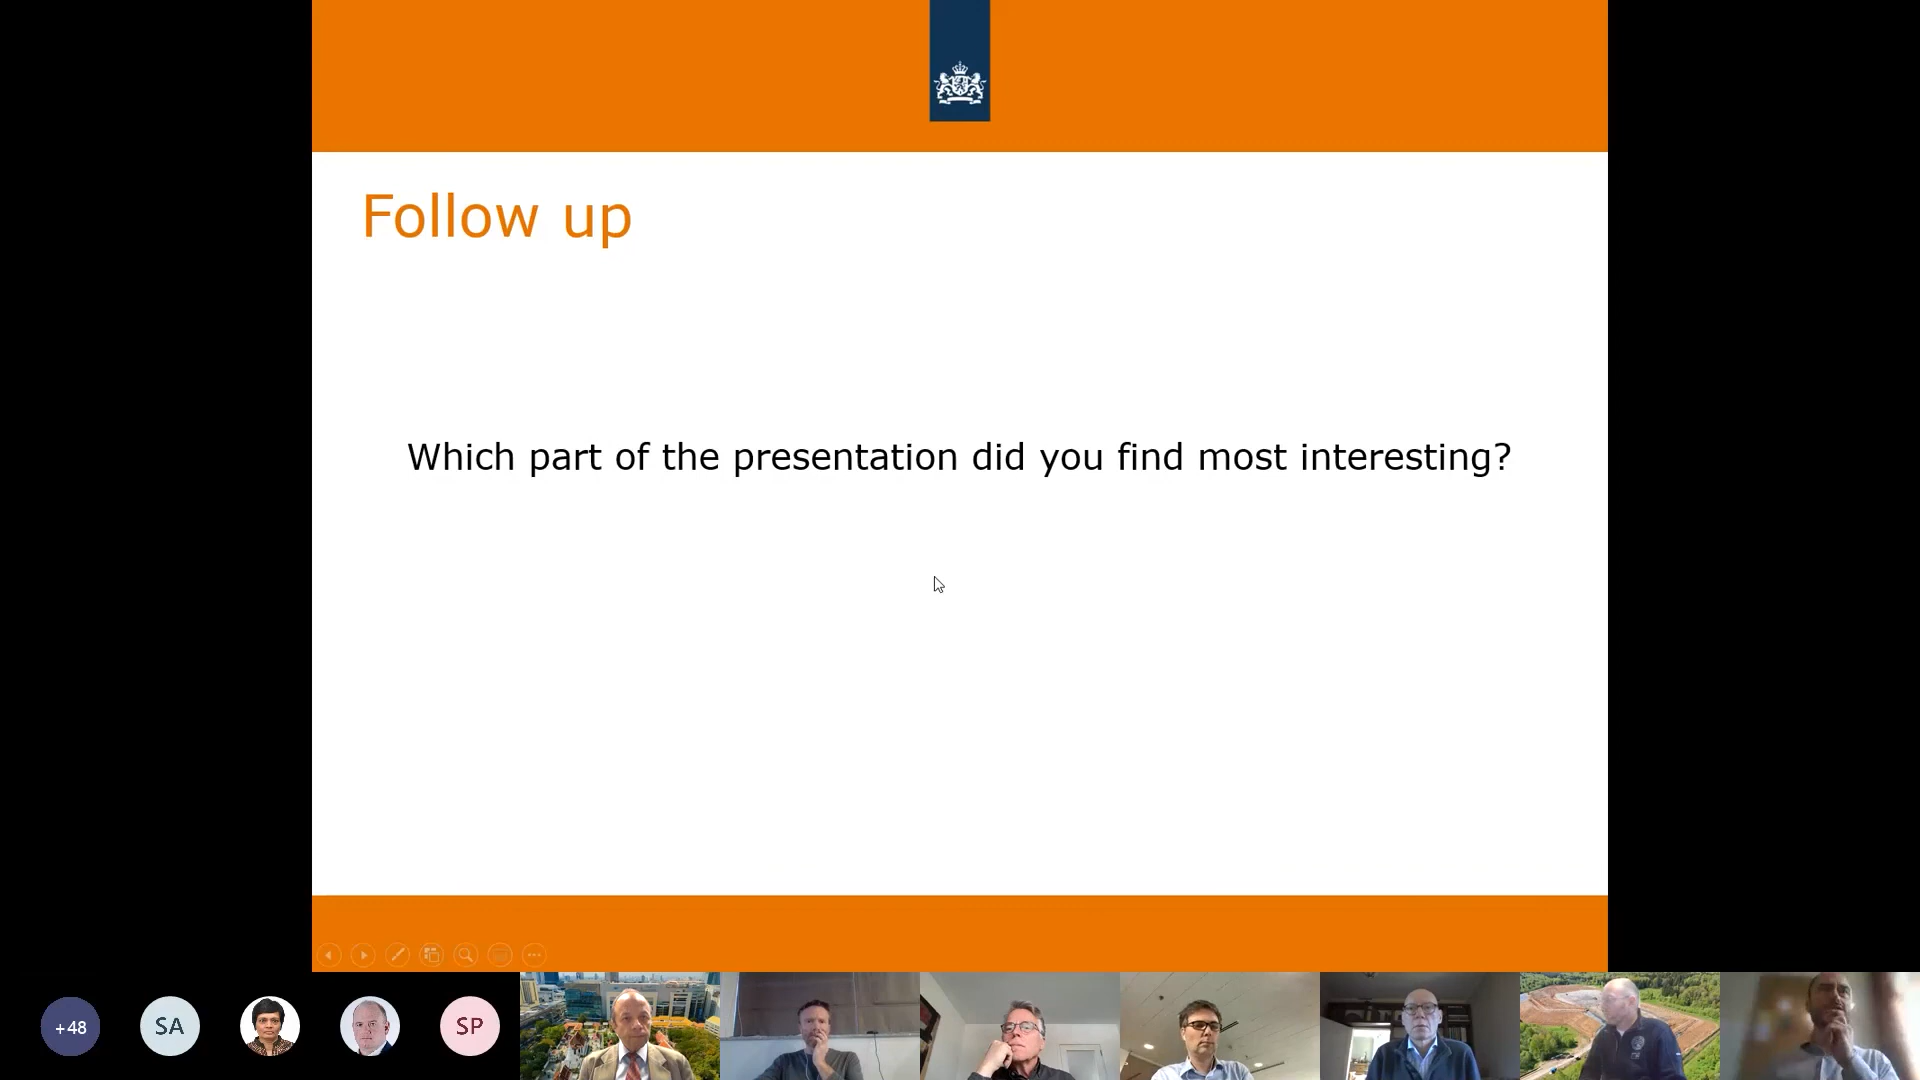 Follow up
Which part of the presentation did you find most interesting?
+48
SA
SP